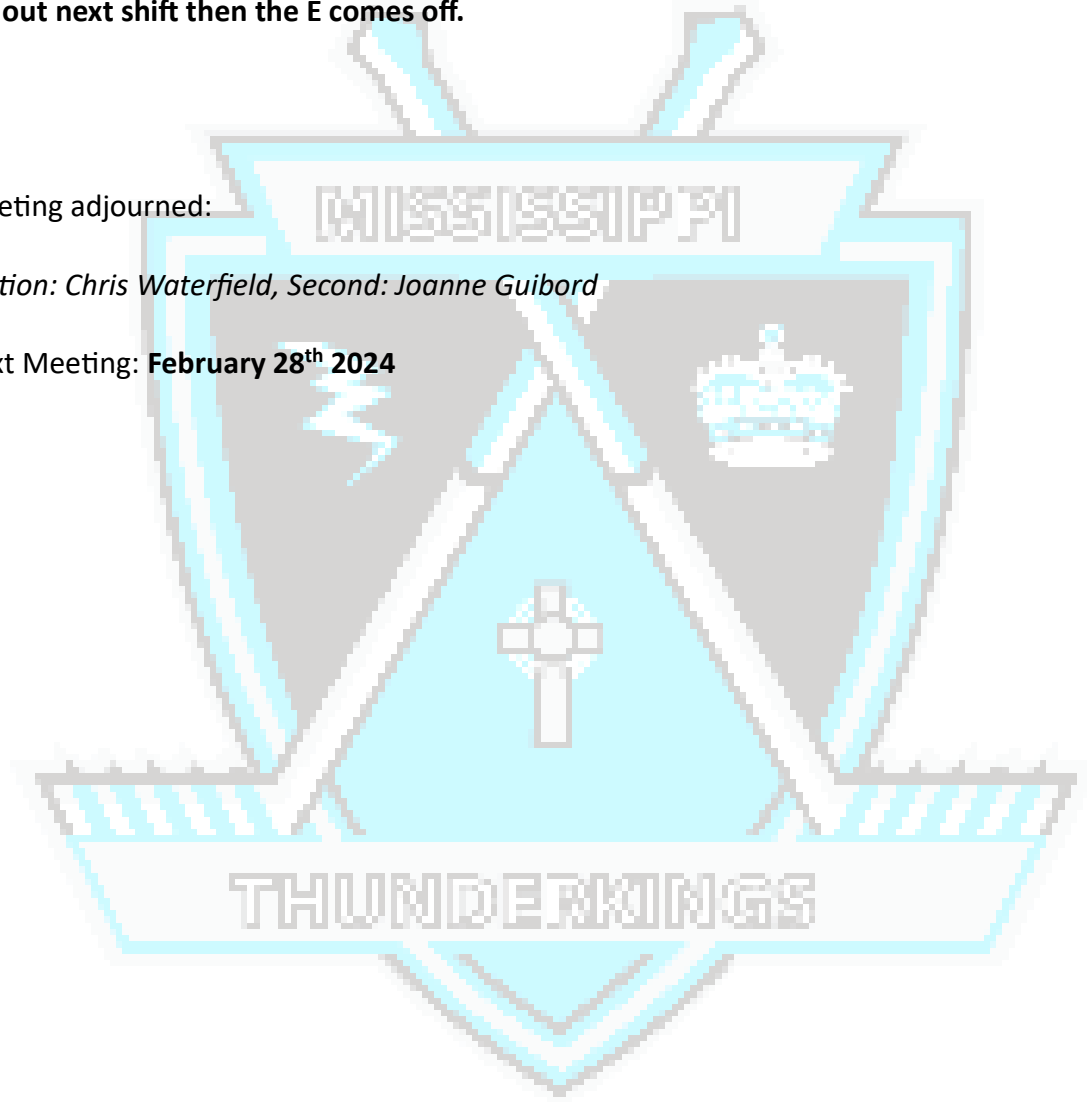 out next shift then the E comes off.
MISSISSIPPI
eting adjourned:
tion: Chris Waterfield, Second: Joanne Guibord
xt Meeting: February 28th 2024
THUNDERKINGS